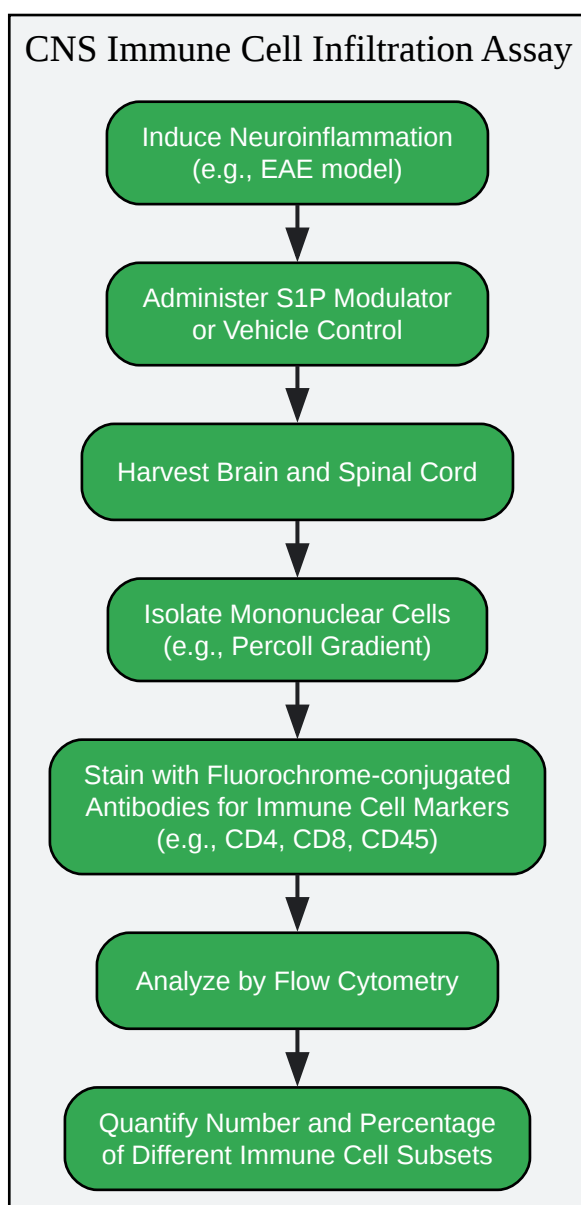 CNS Immune Cell Infiltration Assay
Induce Neuroinflammation
(e.g., EAE model)
Administer S1P Modulator
or Vehicle Control
Harvest Brain and Spinal Cord
Isolate Mononuclear Cells
(e.g., Percoll Gradient)
Stain with Fluorochrome-conjugated
Antibodies for Immune Cell Markers
(e.g., CD4, CD8, CD45)
Analyze by Flow Cytometry
Quantify Number and Percentage
of Different Immune Cell Subsets